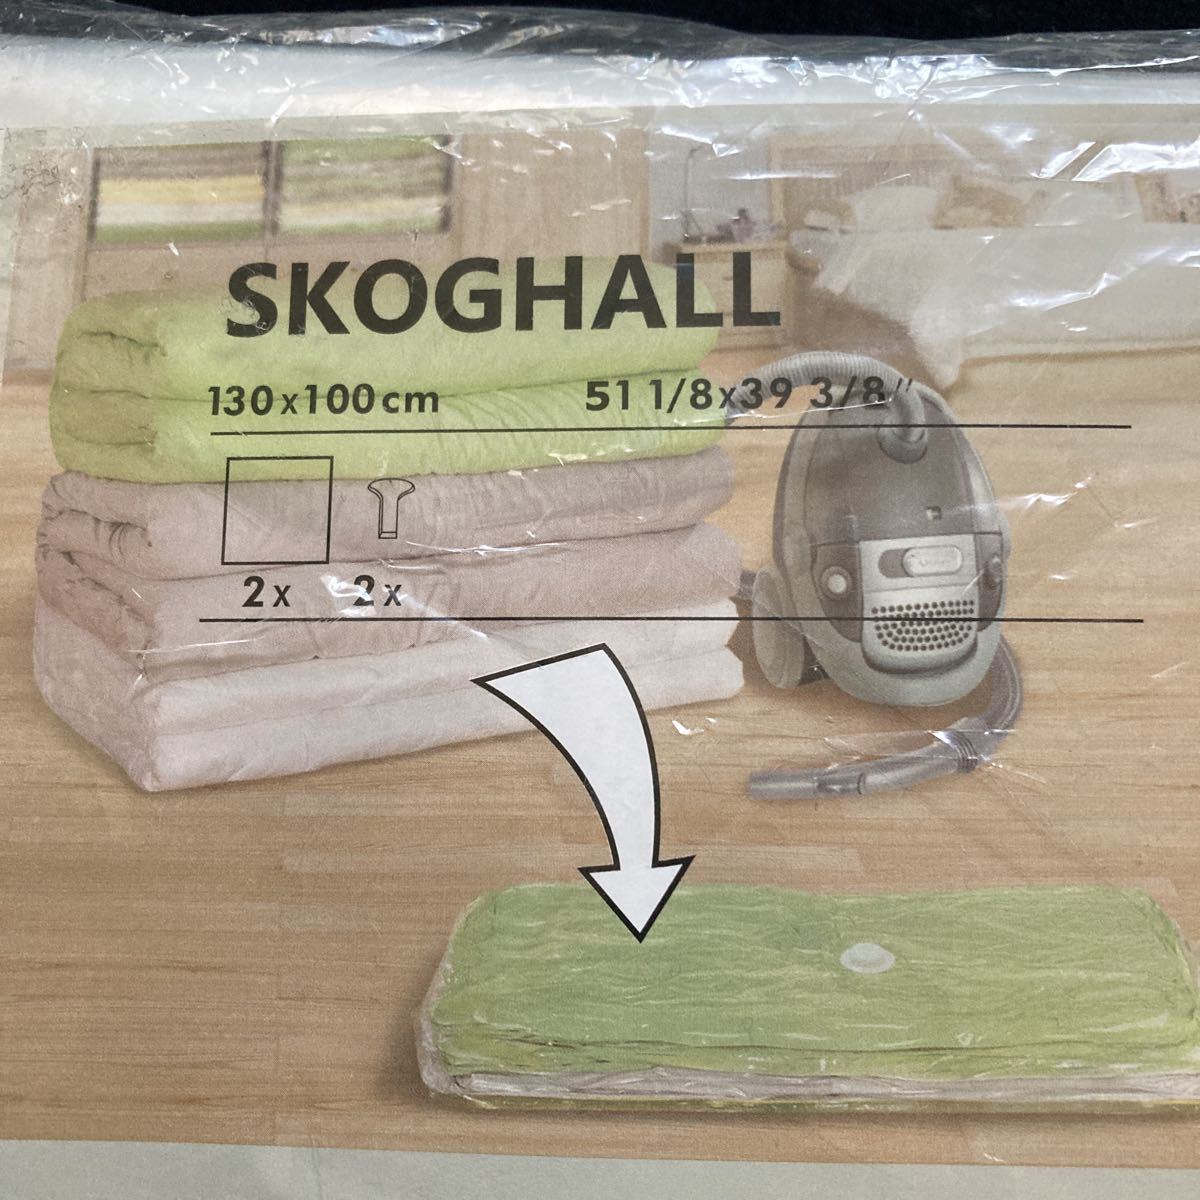 SKOGHALL
130x100cm 51 1/8x39 3/8"
2x 2x